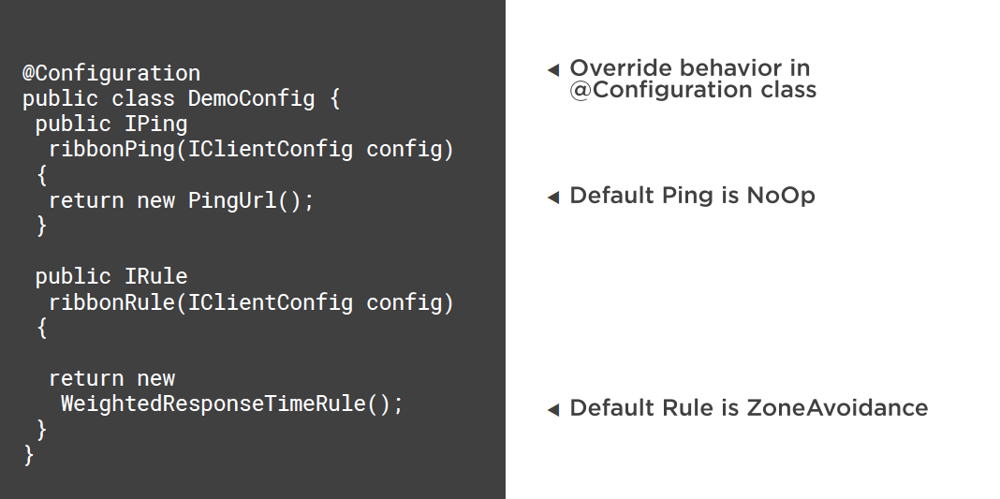 @Configuration
public class DemoConfig {
public IPing
ribbonPing(IClientConfig config)
{
return new PingUrl();
}
public IRule
ribbonRule(IClientConfig config)
{
return new
WeightedResponseTimeRule();
}
}
◄ Override behavior in
@Configuration class
◄ Default Ping is NoOp
◄ Default Rule is ZoneAvoidance